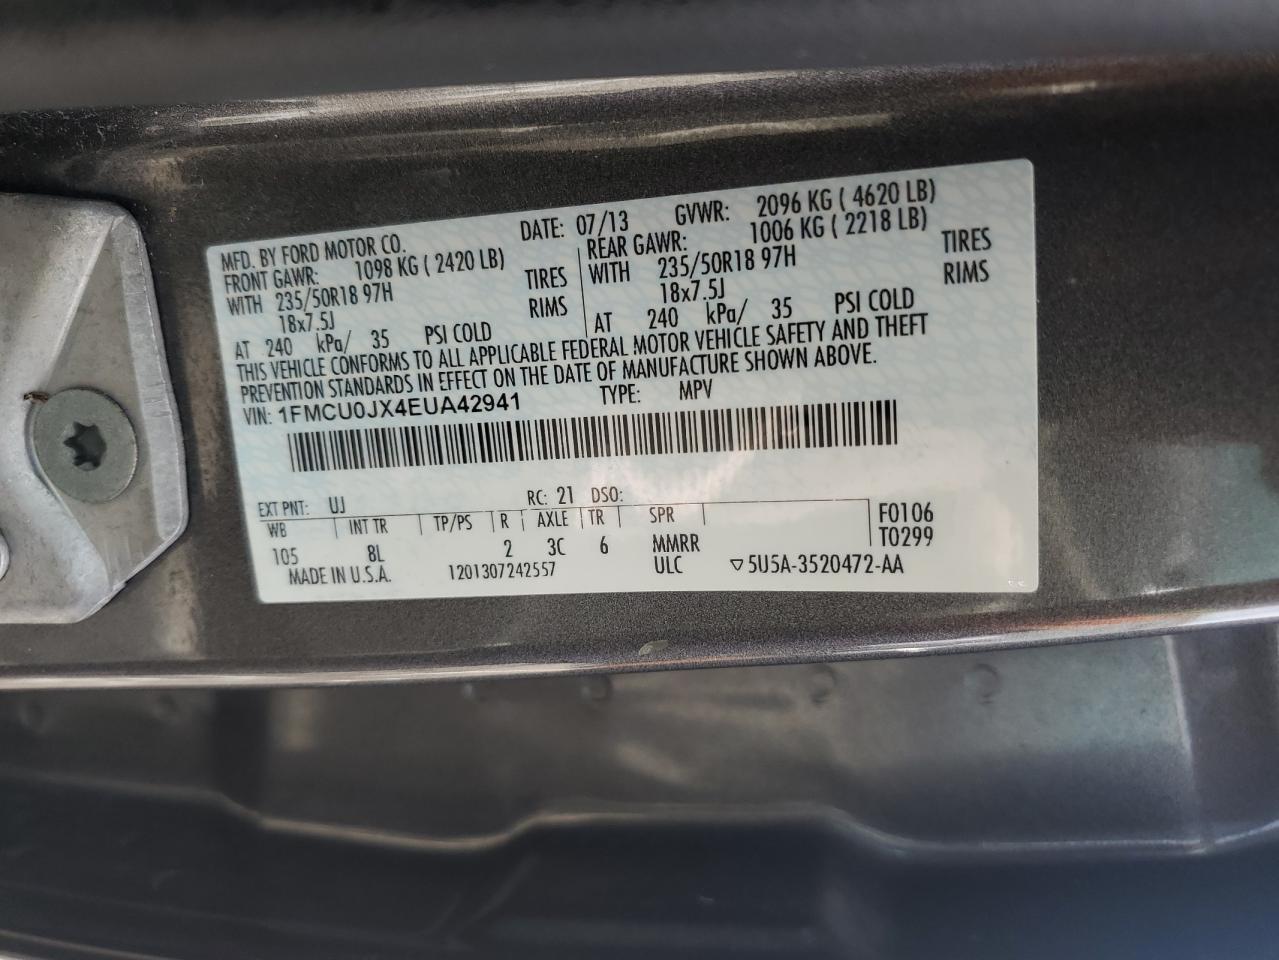 MFD. BY FORD MOTOR CO. DATE: 07/13 GVWR: 2096 KG ( 4620 LB)
FRONT GAWR: 1098 KG ( 2420 LB) REAR GAWR: 1006 KG ( 2218 LB)
WITH 235/50R18 97H TIRES WITH 235/50R18 97H TIRES
18x7.5J RIMS 18x7.5J RIMS
AT 240 kPa/ 35 PSI COLD AT 240 kPa/ 35 PSI COLD
THIS VEHICLE CONFORMS TO ALL APPLICABLE FEDERAL MOTOR VEHICLE SAFETY AND THEFT
PREVENTION STANDARDS IN EFFECT ON THE DATE OF MANUFACTURE SHOWN ABOVE.
VIN: 1FMCU0JX4EUA42941 TYPE: MPV
EXT PNT: UJ RC: 21 DSO:
WB INT TR TP/PS R AXLE TR SPR F0106
105 8L 2 3C 6 MMRR T0299
MADE IN U.S.A. 1201307242557 ULC ▽5U5A-3520472-AA